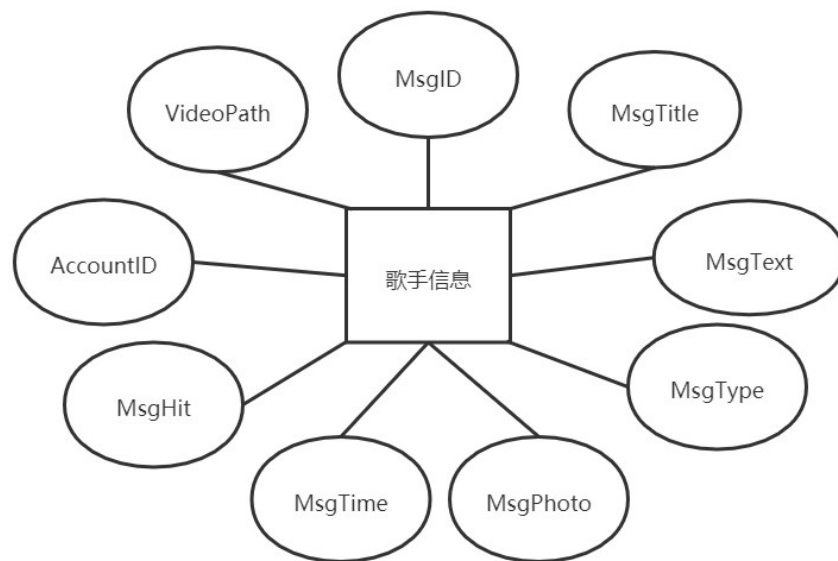 MsgID
VideoPath
MsgTitle
AccountID
歌手信息
MsgText
MsgHit
MsgType
MsgTime
MsgPhoto